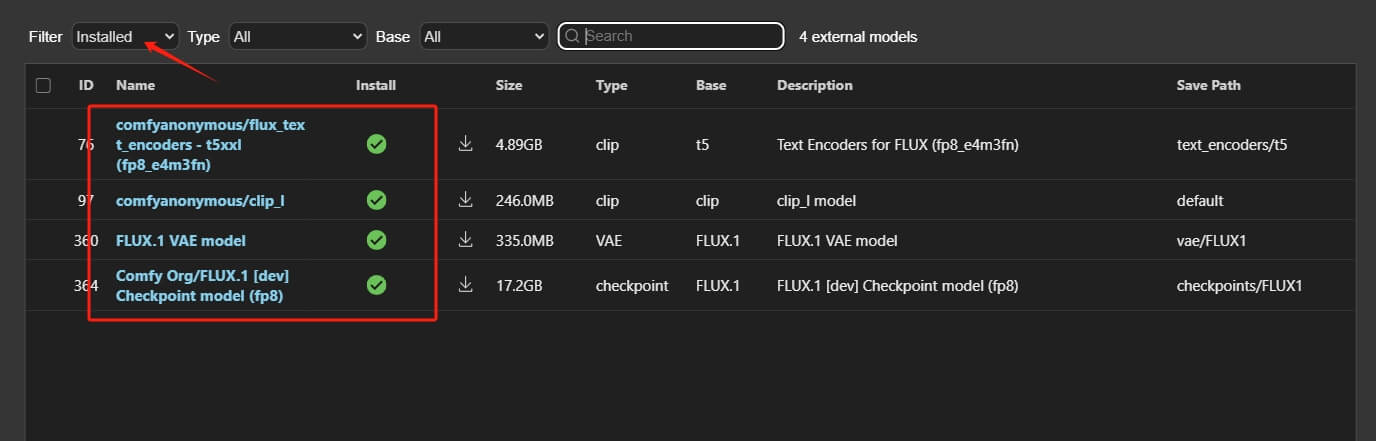 Filter Installed Type All Base All Search 4 external models
ID Name Install Size Type Base Description Save Path
comfyanonymous/flux_tex
76 t_encoders - t5xxl 4.89GB clip t5 Text Encoders for FLUX (fp8_e4m3fn) text_encoders/t5
(fp8_e4m3fn)
97 comfyanonymous/clip_l 246.0MB clip clip clip_l model default
360 FLUX.1 VAE model 335.0MB VAE FLUX.1 FLUX.1 VAE model vae/FLUX1
Comfy Org/FLUX.1 [dev]
364 Checkpoint model (fp8) 17.2GB checkpoint FLUX.1 FLUX.1 [dev] Checkpoint model (fp8) checkpoints/FLUX1